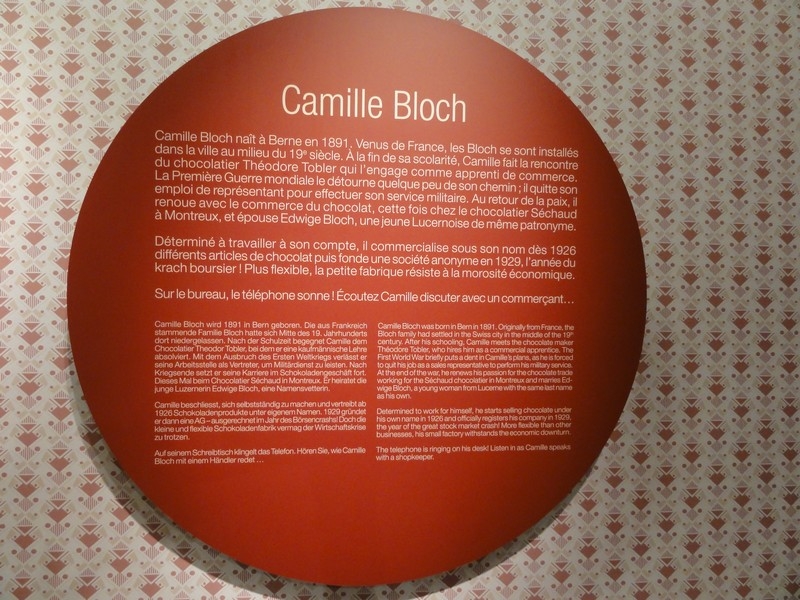 Camille Bloch
Camille Bloch naît à Berne en 1891. Venus de France, les Bloch se sont installés
dans la ville au milieu du 19e siècle. À la fin de sa scolarité, Camille fait la rencontre
du chocolatier Théodore Tobler qui l'engage comme apprenti de commerce.
La Première Guerre mondiale le détourne quelque peu de son chemin ; il quitte son
emploi de représentant pour effectuer son service militaire. Au retour de la paix, il
renoue avec le commerce du chocolat, cette fois chez le chocolatier Séchaud
à Montreux, et épouse Edwige Bloch, une jeune Lucernoise de même patronyme.
Déterminé à travailler à son compte, il commercialise sous son nom dès 1926
différents articles de chocolat puis fonde une société anonyme en 1929, l'année du
krach boursier ! Plus flexible, la petite fabrique résiste à la morosité économique.
Sur le bureau, le téléphone sonne ! Écoutez Camille discuter avec un commerçant…
Camille Bloch wird 1891 in Bern geboren. Die aus Frankreich
stammende Familie Bloch hatte sich Mitte des 19. Jahrhunderts
dort niedergelassen. Nach der Schulzeit begegnet Camille dem
Chocolatier Theodor Tobler, bei dem er eine kaufmännische Lehre
absolviert. Mit dem Ausbruch des Ersten Weltkriegs verlässt er
seine Arbeitsstelle als Vertreter, um Militärdienst zu leisten. Nach
Kriegsende setzt er seine Karriere im Schokoladengeschäft fort.
Dieses Mal beim Chocolatier Séchaud in Montreux. Er heiratet die
junge Luzernerin Edwige Bloch, eine Namensvetterin.
Camille beschliesst, sich selbstständig zu machen und vertreibt ab
1926 Schokoladenprodukte unter eigenem Namen. 1929 gründet
er dann eine AG – ausgerechnet im Jahr des Börsencrashs! Doch die
kleine und flexible Schokoladenfabrik vermag der Wirtschaftskrise
zu trotzen.
Auf seinem Schreibtisch klingelt das Telefon. Hören Sie, wie Camille
Bloch mit einem Händler redet …
Camille Bloch was born in Bern in 1891. Originally from France, the
Bloch family had settled in the Swiss city in the middle of the 19th
century. After his schooling, Camille meets the chocolate maker
Théodore Tobler, who hires him as a commercial apprentice. The
First World War briefly puts a dent in Camille's plans, as he is forced
to quit his job as a sales representative to perform his military service.
At the end of the war, he renews his passion for the chocolate trade
working for the Séchaud chocolatier in Montreux and marries Ed-
wige Bloch, a young woman from Lucerne with the same last name
as his own.
Determined to work for himself, he starts selling chocolate under
his own name in 1926 and officially registers his company in 1929,
the year of the great stock market crash! More flexible than other
businesses, his small factory withstands the economic downturn.
The telephone is ringing on his desk! Listen in as Camille speaks
with a shopkeeper.